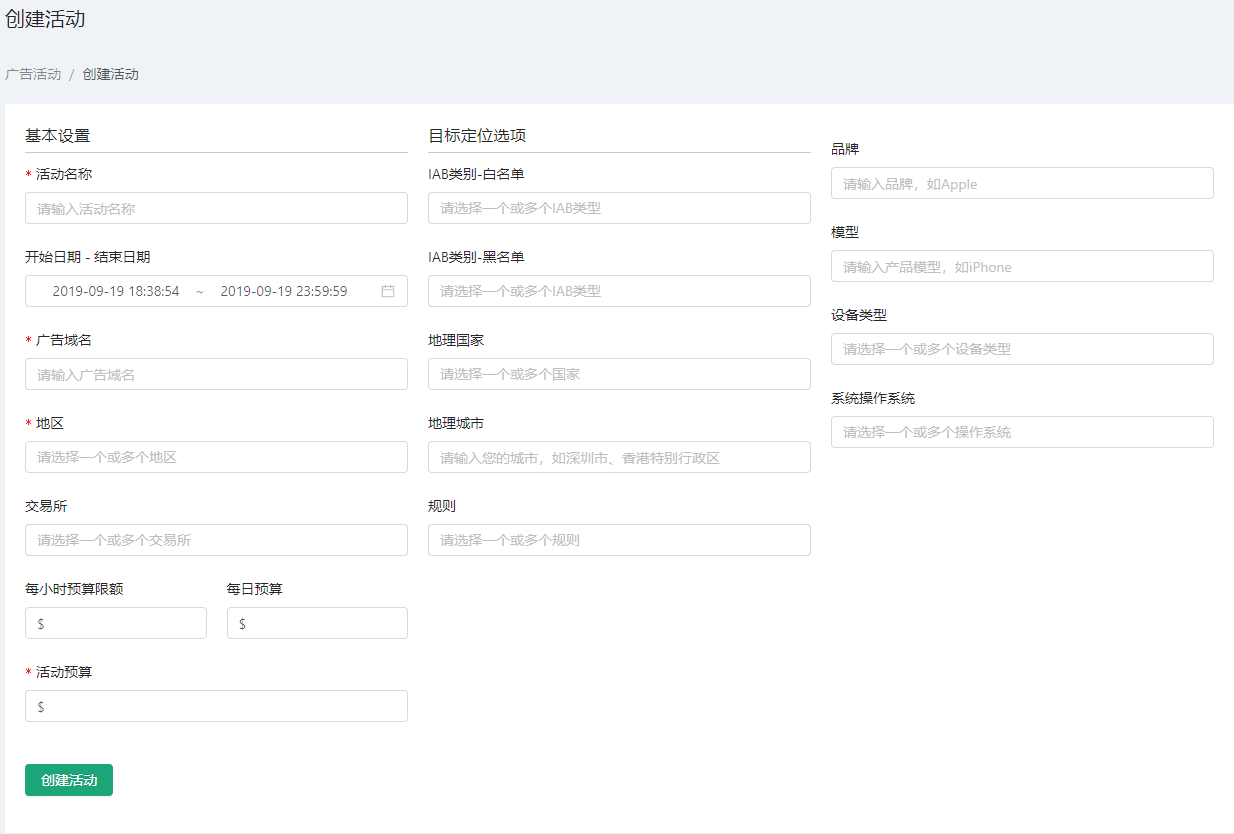 创建活动
广告活动 / 创建活动
基本设置
* 活动名称
请输入活动名称
开始日期 - 结束日期
2019-09-19 18:38:54 ~ 2019-09-19 23:59:59
* 广告域名
请输入广告域名
* 地区
请选择一个或多个地区
交易所
请选择一个或多个交易所
每小时预算限额 每日预算
$ $
* 活动预算
$
创建活动
目标定位选项
IAB类别-白名单
请选择一个或多个IAB类型
IAB类别-黑名单
请选择一个或多个IAB类型
地理国家
请选择一个或多个国家
地理城市
请输入您的城市，如深圳市、香港特别行政区
规则
请选择一个或多个规则
品牌
请输入品牌，如Apple
模型
请输入产品模型，如iPhone
设备类型
请选择一个或多个设备类型
系统操作系统
请选择一个或多个操作系统